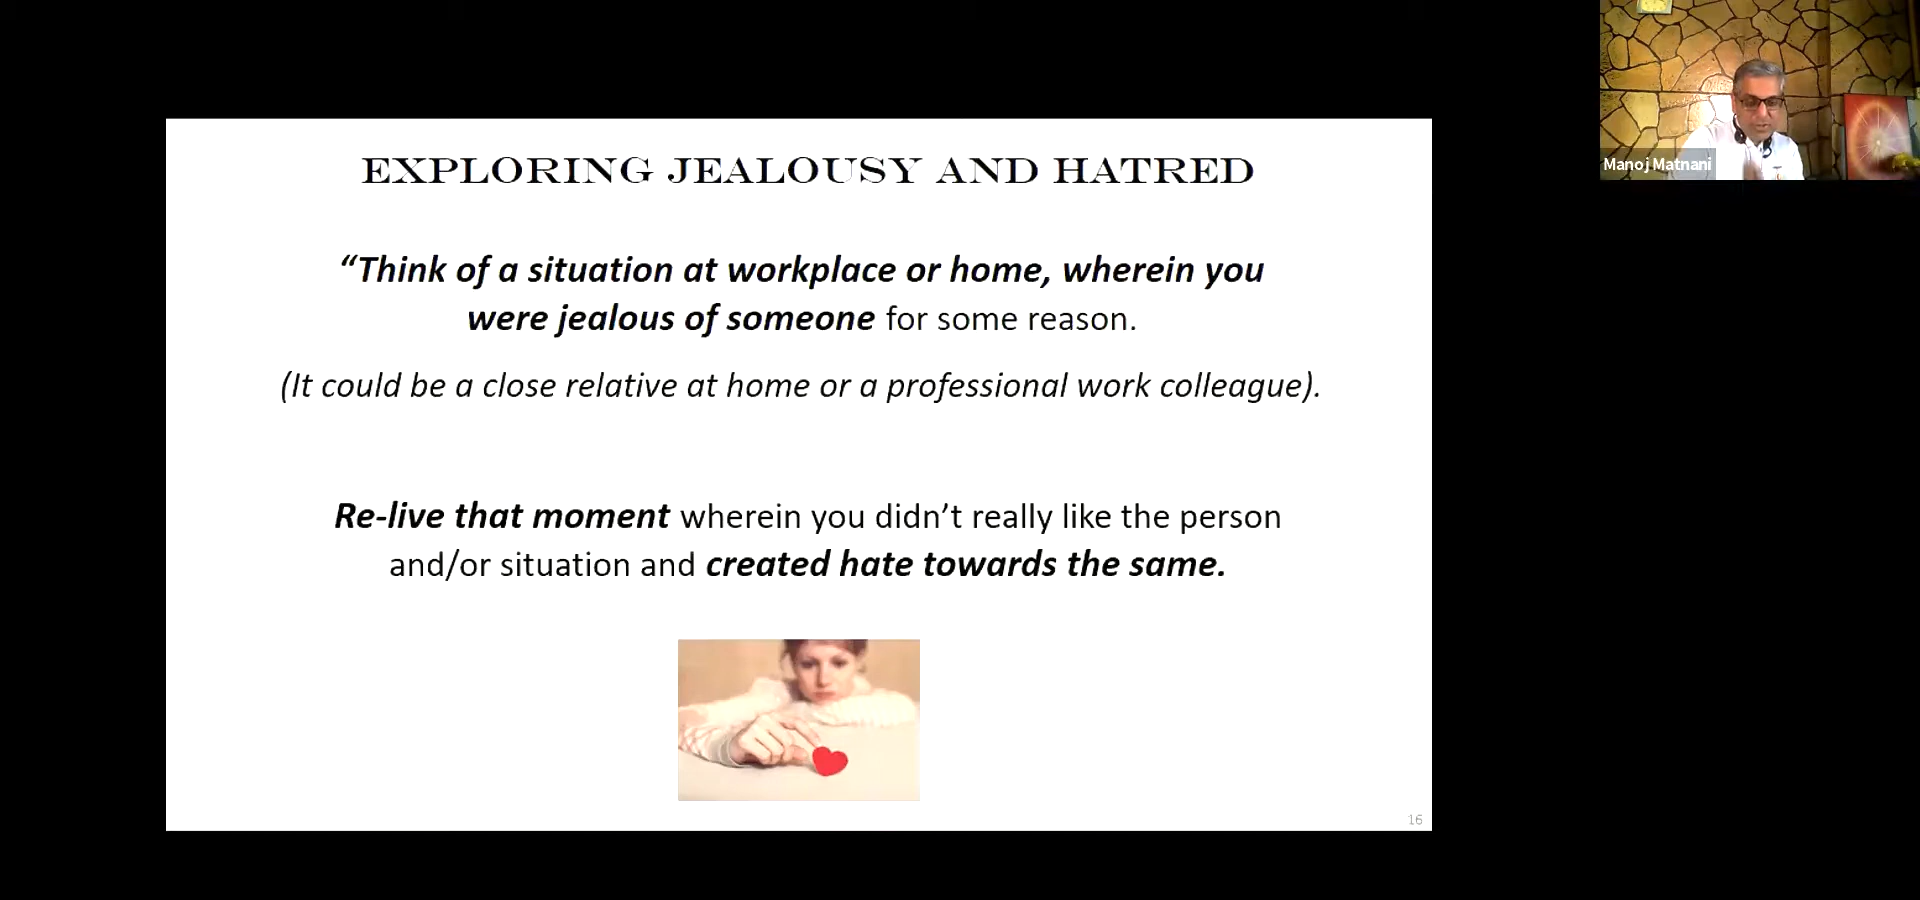 EXPLORING JEALOUSY AND HATRED
“Think of a situation at workplace or home, wherein you
were jealous of someone for some reason.
(It could be a close relative at home or a professional work colleague).
Re-live that moment wherein you didn’t really like the person
and/or situation and created hate towards the same.
16
Manoj Matnani